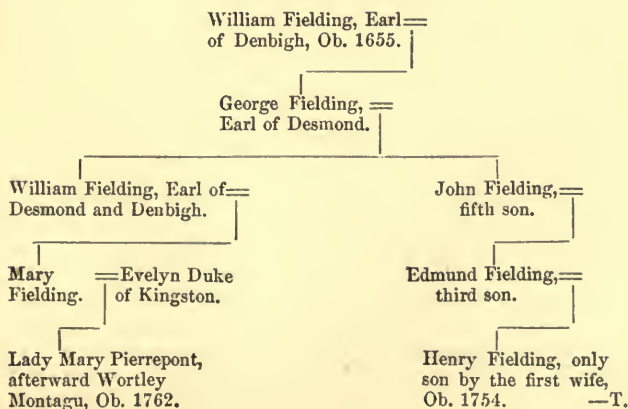 William Fielding, Earl
of Denbigh, Ob. 1655.
George Fielding,
Earl of Desmond.
William Fielding, Earl of
Desmond and Denbigh.
John Fielding,
fifth son.
Mary
Fielding.
Evelyn Duke
of Kingston.
Edmund Fielding,
third son.
Lady Mary Pierrepont,
afterward Wortley
Montagu, Ob. 1762.
Henry Fielding, only
son by the first wife,
Ob. 1754. —T.